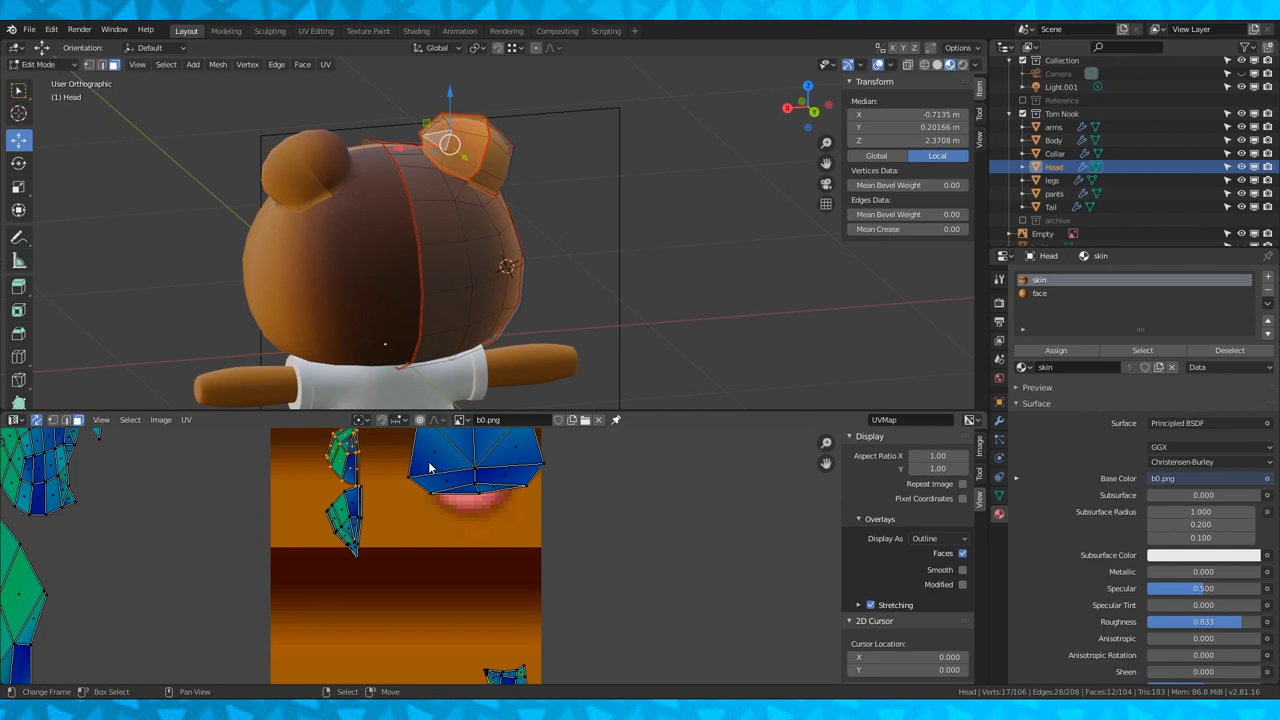 File Edit Render Window Help Layout Modeling Sculpting UV Editing Texture Paint Shading Animation Rendering Compositing Scripting + Scene View Layer
Orientation: Default Global X Y Z Options
Edit Mode View Select Add Mesh Vertex Edge Face UV
User Orthographic
(1) Head
Transform
Median:
X -0.7135 m
Y 0.20166 m
Z 2.3708 m
Global Local
Vertices Data:
Mean Bevel Weight 0.00
Edges Data:
Mean Bevel Weight 0.00
Mean Crease 0.00
Item
Tool
View
X
Y
Z
Collection
Camera
Light.001
Reference
Tom Nook
arms
Body
Collar
Head
legs
pants
Tail
archive
Empty
Head skin
skin
face
Assign Select Deselect
skin 5 Data
Preview
Surface
Surface Principled BSDF
GGX
Christensen-Burley
Base Color b0.png
Subsurface 0.000
Subsurface Radius 1.000
0.200
0.100
Subsurface Color
Metallic 0.000
Specular 0.500
Specular Tint 0.000
Roughness 0.833
Anisotropic 0.000
Anisotropic Rotation 0.000
Sheen 0.000
View Select Image UV b0.png UVMap
Display
Aspect Ratio X 1.00
Y 1.00
Repeat Image
Pixel Coordinates
Overlays
Display As Outline
Faces
Smooth
Modified
Stretching
2D Cursor
Cursor Location:
X 0.000
Y 0.000
Image
Tool
View
Change Frame Box Select Pan View Select Move Head | Verts:17/106 | Edges:28/208 | Faces:12/104 | Tris:183 | Mem: 86.8 MiB | v2.81.16